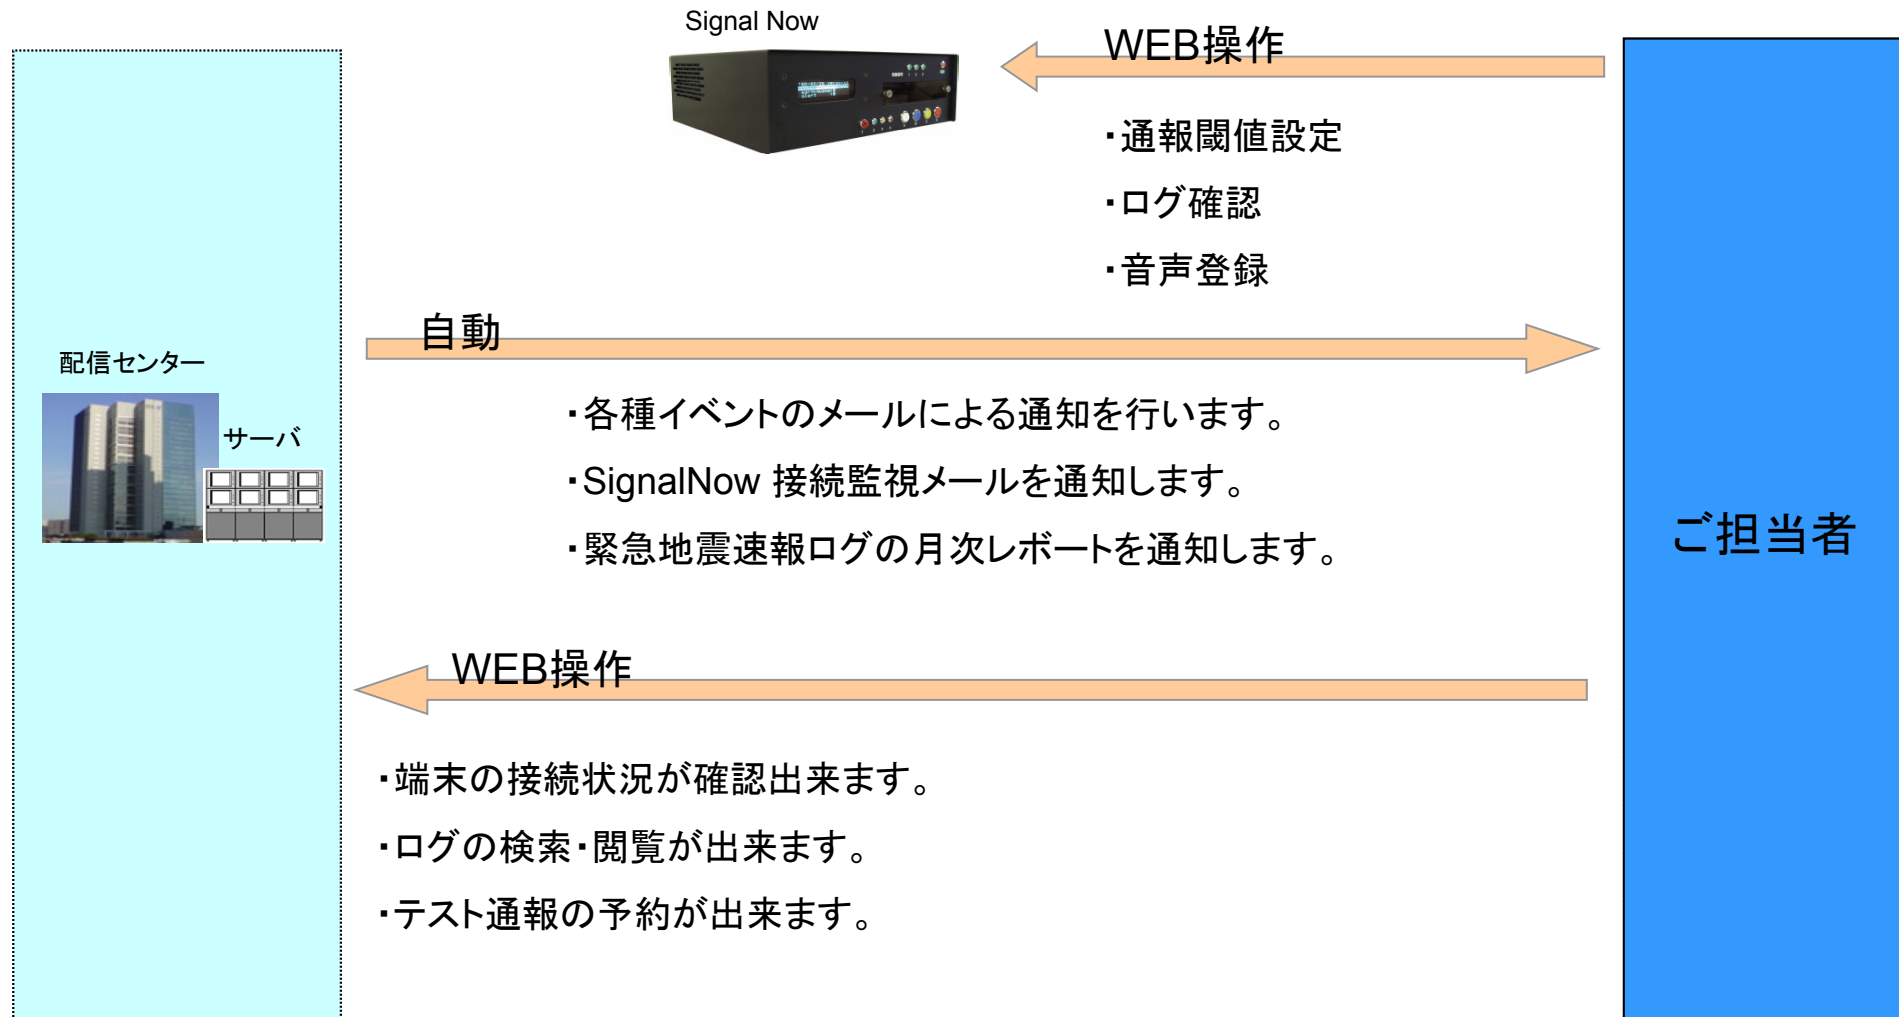 Signal Now
WEB操作
・通報閾値設定
・ログ確認
・音声登録
自動
配信センター
サーバ
・各種イベントのメールによる通知を行います。
・SignalNow 接続監視メールを通知します。
・緊急地震速報ログの月次レポートを通知します。
ご担当者
WEB操作
・端末の接続状況が確認出来ます。
・ログの検索・閲覧が出来ます。
・テスト通報の予約が出来ます。